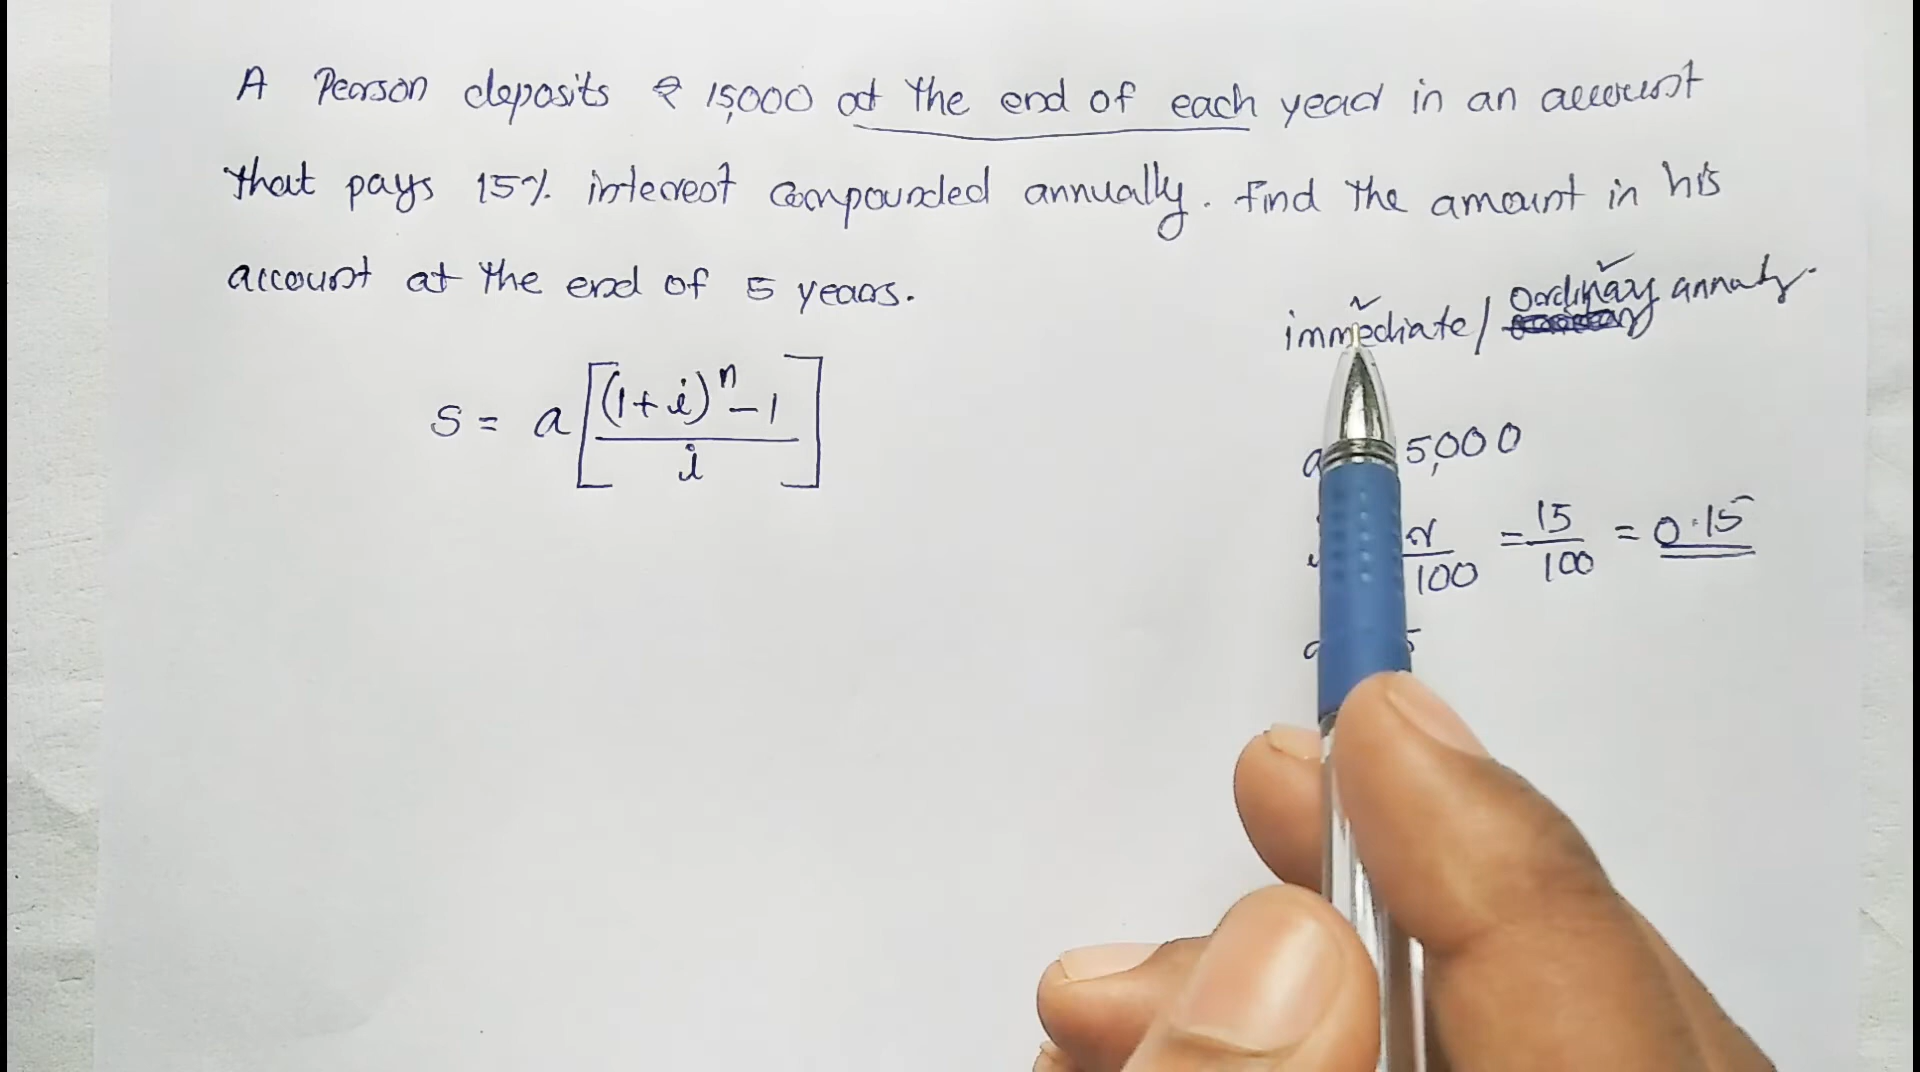 A Person deposits ₹ 15,000 at the end of each year in an account
that pays 15% interest compounded annually. find the amount in his
account at the end of 5 years.
immediate / Ordinary annuty.
S = a [ (1+i)^n - 1 / i ]
a 5,000
i r/100 = 15/100 = 0.15